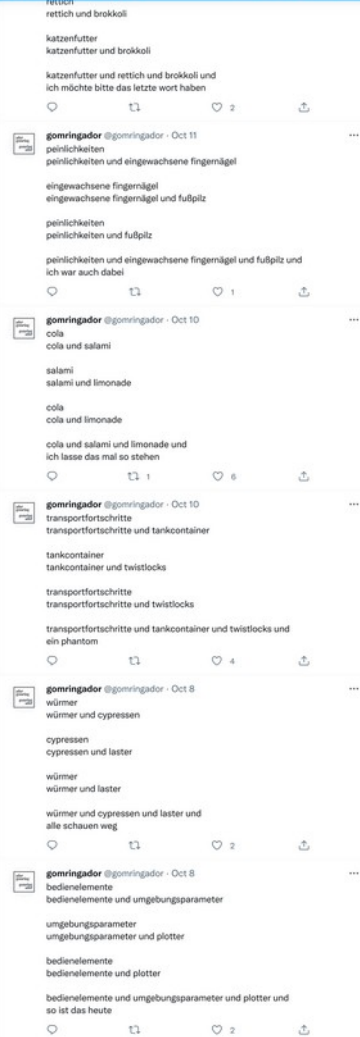 rettich
rettich und brokkoli
katzenfutter
katzenfutter und brokkoli
katzenfutter und rettich und brokkoli und
ich möchte bitte das letzte wort haben
2
gomringador @gomringador · Oct 11
peinlichkeiten
peinlichkeiten und eingewachsene fingernägel
eingewachsene fingernägel
eingewachsene fingernägel und fußpilz
peinlichkeiten
peinlichkeiten und fußpilz
peinlichkeiten und eingewachsene fingernägel und fußpilz und
ich war auch dabei
1
gomringador @gomringador · Oct 10
cola
cola und salami
salami
salami und limonade
cola
cola und limonade
cola und salami und limonade und
ich lasse das mal so stehen
1 6
gomringador @gomringador · Oct 10
transportfortschritte
transportfortschritte und tankcontainer
tankcontainer
tankcontainer und twistlocks
transportfortschritte
transportfortschritte und twistlocks
transportfortschritte und tankcontainer und twistlocks und
ein phantom
4
gomringador @gomringador · Oct 8
würmer
würmer und cypressen
cypressen
cypressen und laster
würmer
würmer und laster
würmer und cypressen und laster und
alle schauen weg
2
gomringador @gomringador · Oct 8
bedienelemente
bedienelemente und umgebungsparameter
umgebungsparameter
umgebungsparameter und plotter
bedienelemente
bedienelemente und plotter
bedienelemente und umgebungsparameter und plotter und
so ist das heute
2